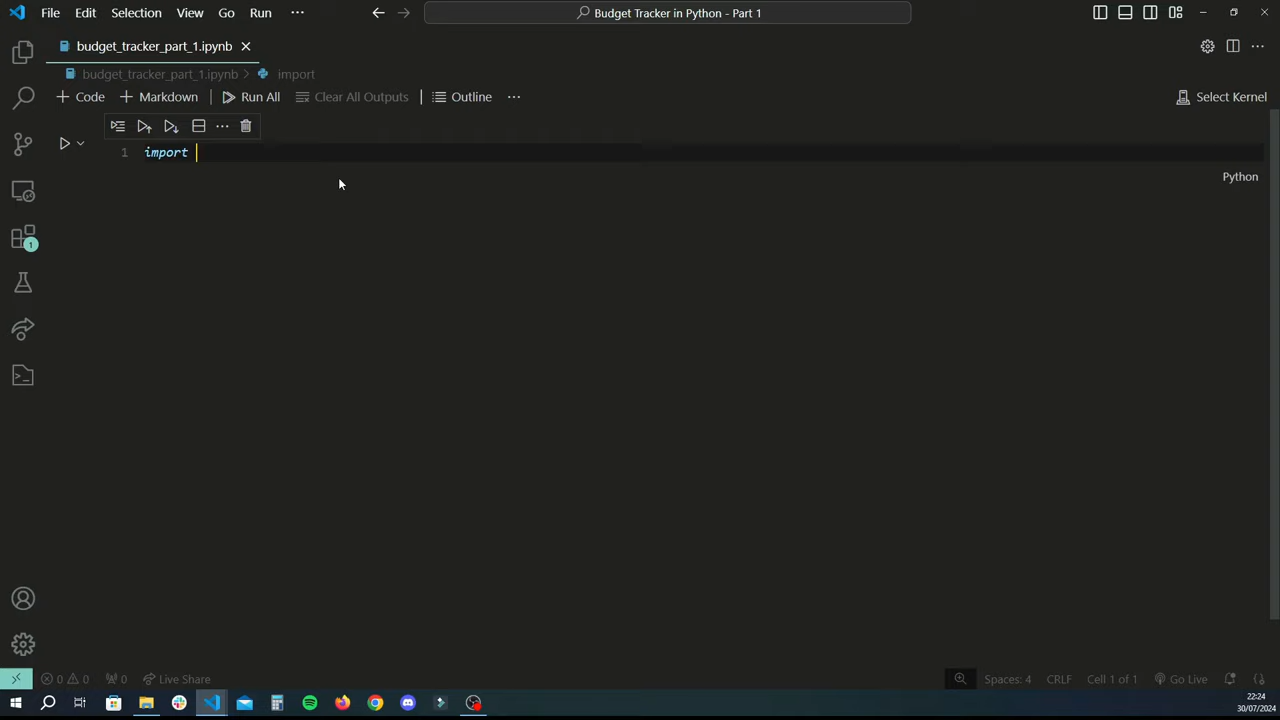 File Edit Selection View Go Run ··· Budget Tracker in Python - Part 1
budget_tracker_part_1.ipynb
budget_tracker_part_1.ipynb > import
+ Code + Markdown Run All Clear All Outputs Outline ··· Select Kernel
1 import
Python
1
0 0 0 Live Share Spaces: 4 CRLF Cell 1 of 1 Go Live
22:24
30/07/2024